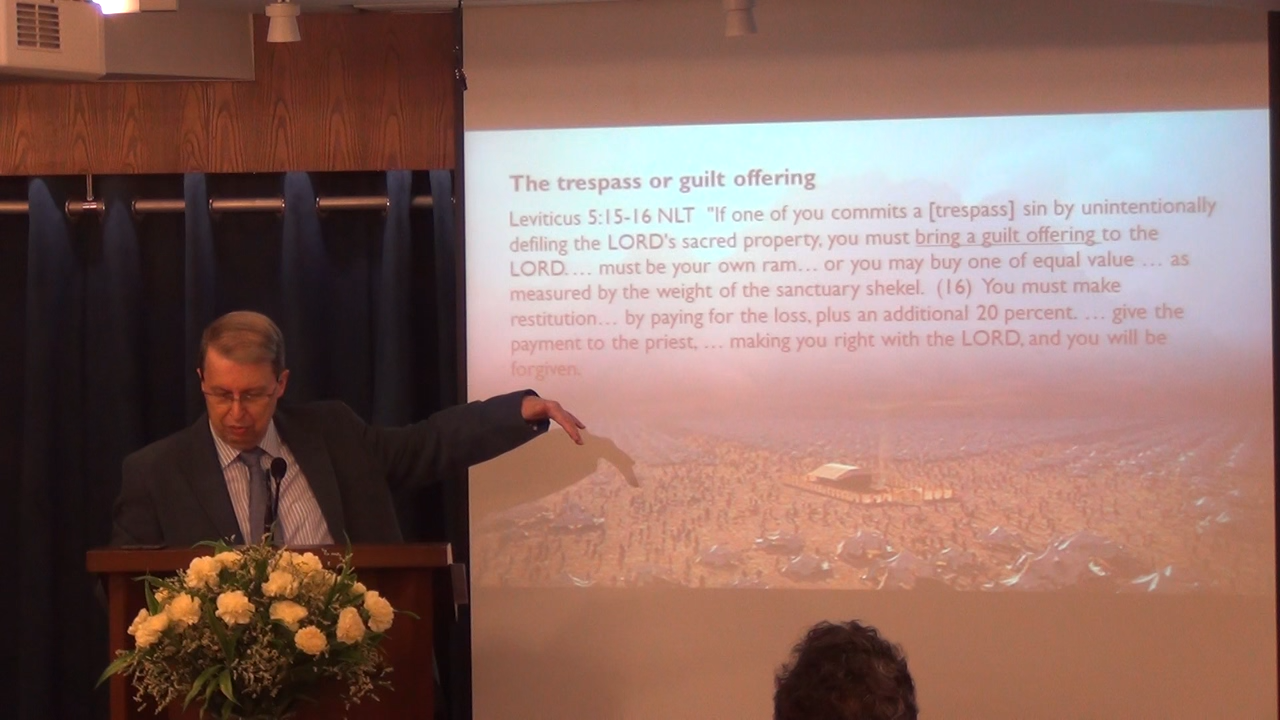 The trespass or guilt offering
Leviticus 5:15-16 NLT "If one of you commits a [trespass] sin by unintentionally
defiling the LORD's sacred property, you must bring a guilt offering to the
LORD. ... must be your own ram... or you may buy one of equal value ... as
measured by the weight of the sanctuary shekel. (16) You must make
restitution... by paying for the loss, plus an additional 20 percent. ... give the
payment to the priest, ... making you right with the LORD, and you will be
forgiven.